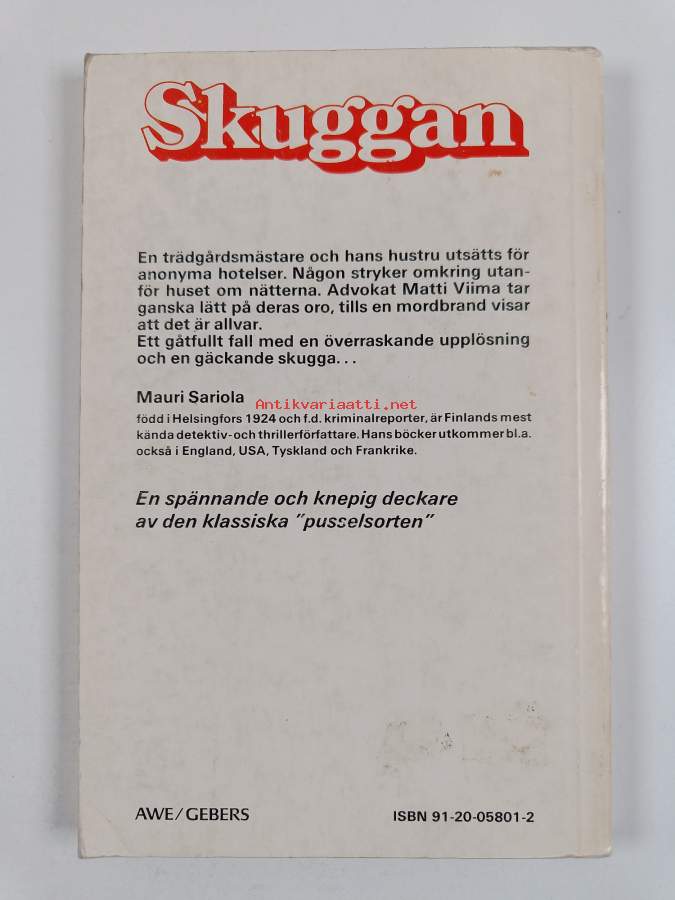 Skuggan
En trädgårdsmästare och hans hustru utsätts för
anonyma hotelser. Någon stryker omkring utan-
för huset om nätterna. Advokat Matti Viima tar
ganska lätt på deras oro, tills en mordbrand visar
att det är allvar.
Ett gåtfullt fall med en överraskande upplösning
och en gäckande skugga...
Mauri Sariola
Antikvariaatti.net
född i Helsingfors 1924 och f.d. kriminalreporter, är Finlands mest
kända detektiv- och thrillerförfattare. Hans böcker utkommer bl.a.
också i England, USA, Tyskland och Frankrike.
En spännande och knepig deckare
av den klassiska "pusselsorten"
AWE/GEBERS
ISBN 91-20-05801-2